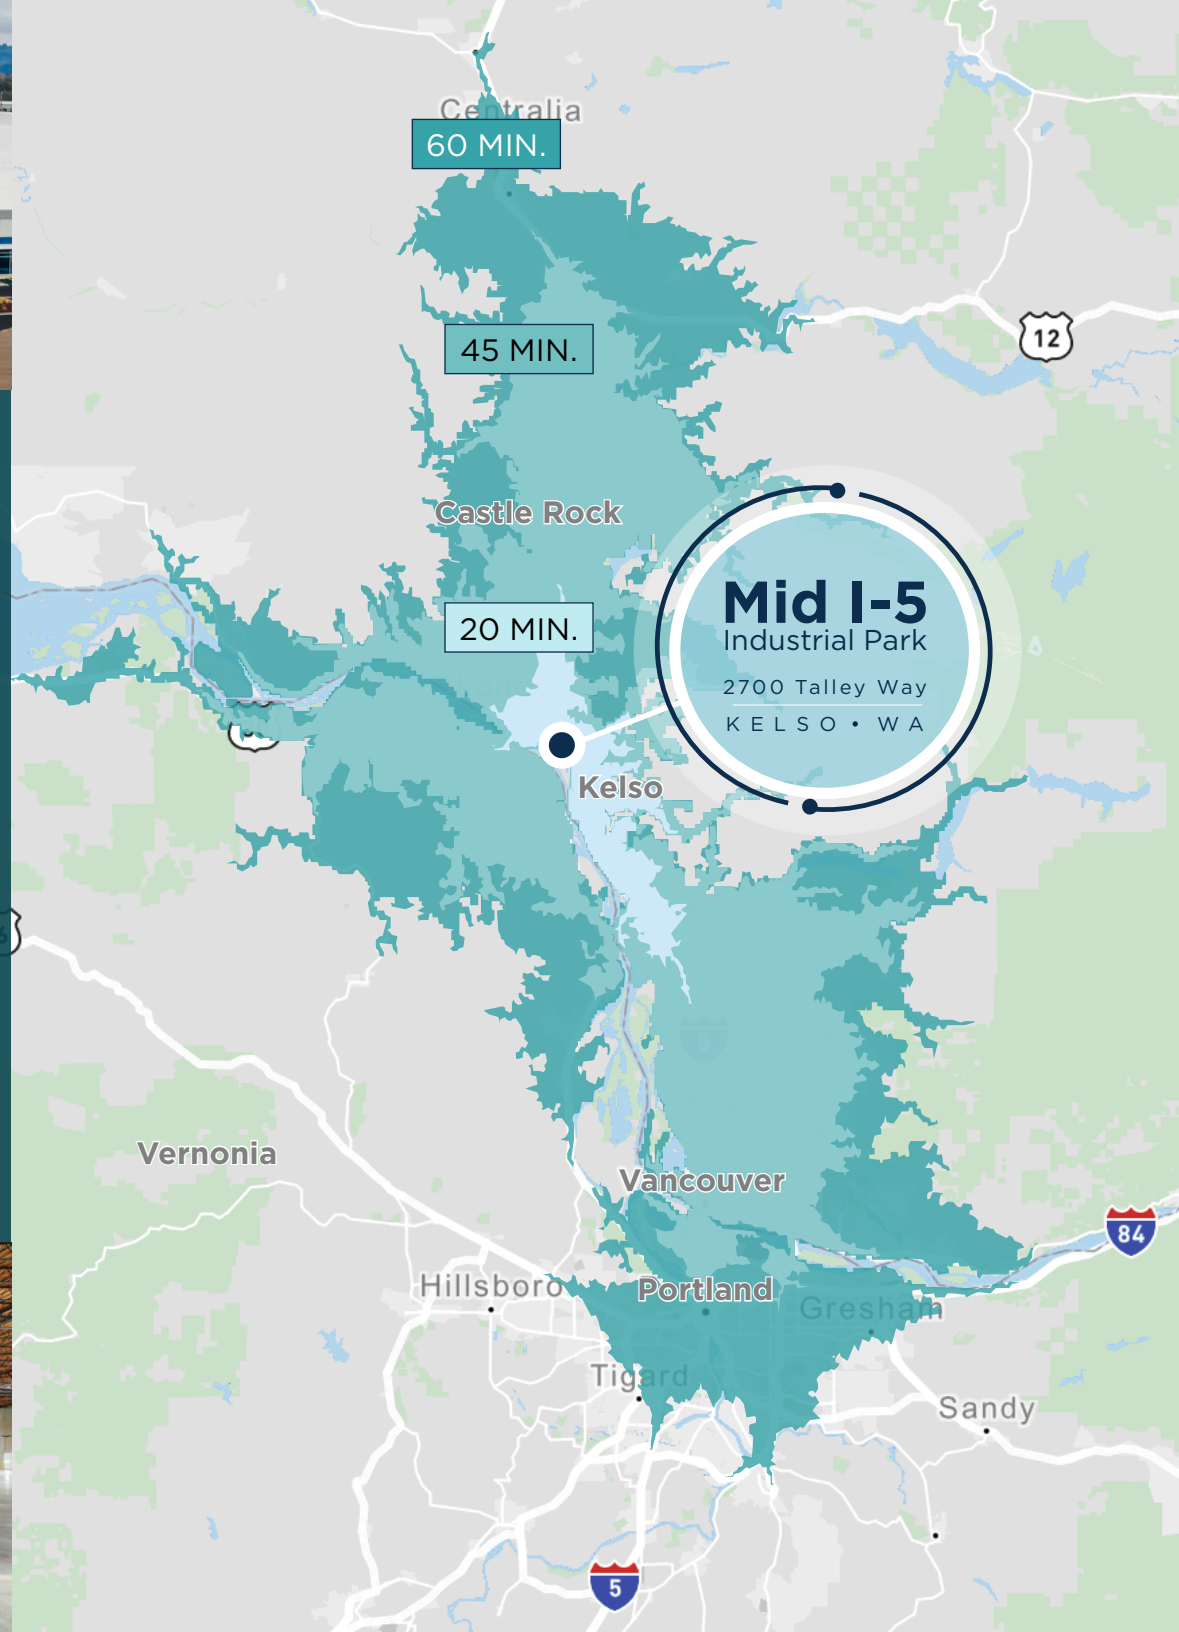 Centralia
60 MIN.
45 MIN.
12
Castle Rock
Mid I-5
Industrial Park
2700 Talley Way
KELSO • WA
20 MIN.
Kelso
5
Vernonia
Vancouver
84
Hillsboro
Portland
Gresham
Tigard
Sandy
5